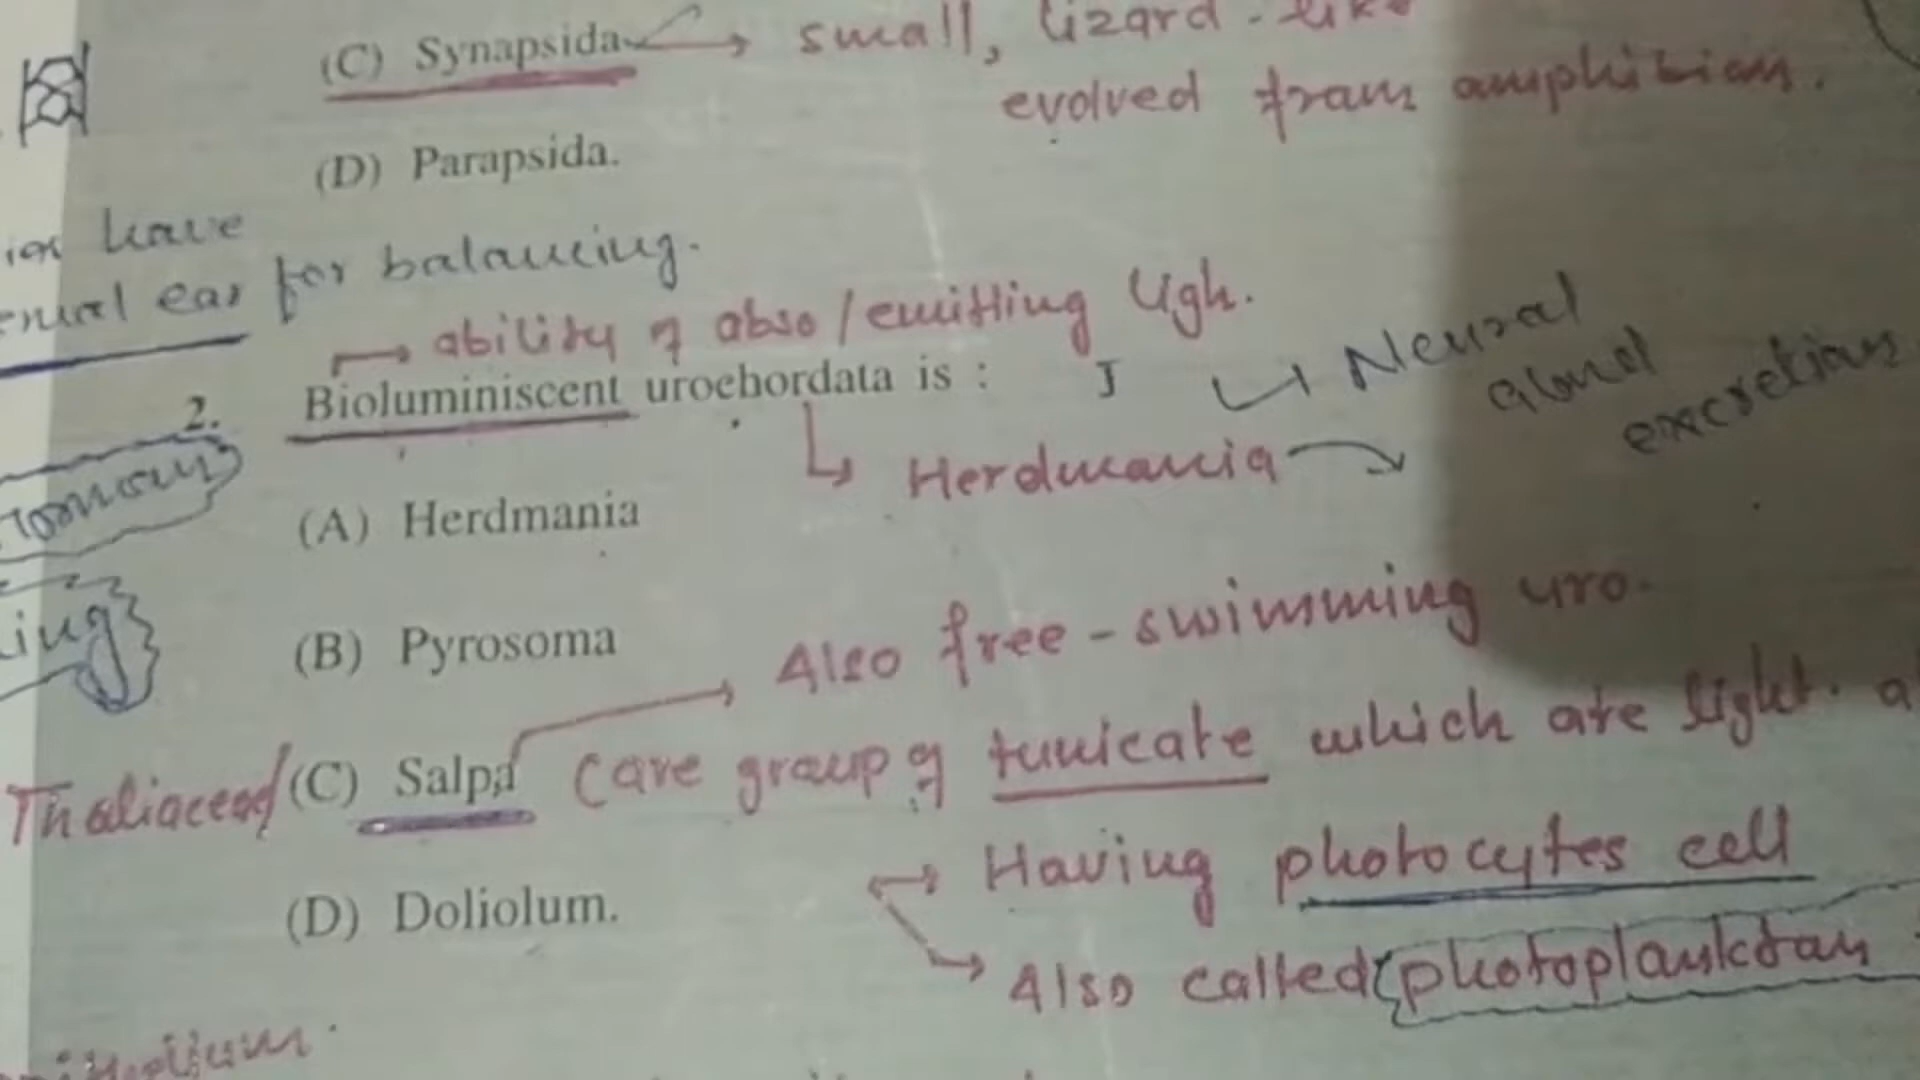 (C) Synapsida → small, lizard-like
evolved from amphibian.
(D) Parapsida.
have
ear for balancing.
→ ability of abso/emitting ligh.
2. Bioluminiscent urochordata is :
↳ Neural
gland
excretion
↳ Herdmania
(A) Herdmania
(B) Pyrosoma
→ Also free-swimming uro.
Thaliacea/(C) Salpa (are group of tunicate which are light.
→ Having photocytes cell
(D) Doliolum.
→ Also called (photoplanktan